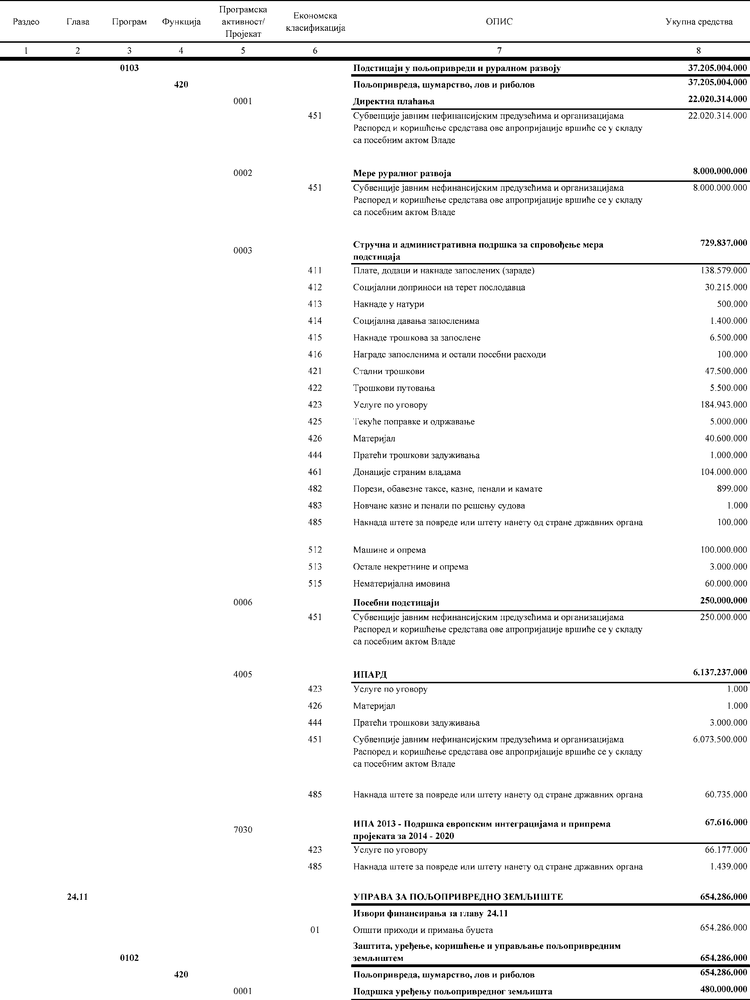 Раздео Глава Програм Функција Програмска активност/ Пројекат Економска класификација ОПИС Укупна средства
1 2 3 4 5 6 7 8
0103 Подстицаји у пољопривреди и руралном развоју 37.205.004.000
420 Пољопривреда, шумарство, лов и риболов 37.205.004.000
0001 Директна плаћања 22.020.314.000
451 Субвенције јавним нефинансијским предузећима и организацијама 22.020.314.000
Распоред и коришћење средстава ове апропријације вршиће се у складу
са посебним актом Владе
0002 Мере руралног развоја 8.000.000.000
451 Субвенције јавним нефинансијским предузећима и организацијама 8.000.000.000
Распоред и коришћење средстава ове апропријације вршиће се у складу
са посебним актом Владе
0003 Стручна и административна подршка за спровођење мера 729.837.000
подстицаја
411 Плате, додаци и накнаде запослених (зараде) 138.579.000
412 Социјални доприноси на терет послодавца 30.215.000
413 Накнаде у натури 500.000
414 Социјална давања запосленима 1.400.000
415 Накнаде трошкова за запослене 6.500.000
416 Награде запосленима и остали посебни расходи 100.000
421 Стални трошкови 47.500.000
422 Трошкови путовања 5.500.000
423 Услуге по уговору 184.943.000
425 Текуће поправке и одржавање 5.000.000
426 Материјал 40.600.000
444 Пратећи трошкови задуживања 1.000.000
461 Донације страним владама 104.000.000
482 Порези, обавезне таксе, казне, пенали и камате 899.000
483 Новчане казне и пенали по решењу судова 1.000
485 Накнада штете за повреде или штету нанету од стране државних органа 100.000
512 Машине и опрема 100.000.000
513 Остале некретнине и опрема 3.000.000
515 Нематеријална имовина 60.000.000
0006 Посебни подстицаји 250.000.000
451 Субвенције јавним нефинансијским предузећима и организацијама 250.000.000
Распоред и коришћење средстава ове апропријације вршиће се у складу
са посебним актом Владе
4005 ИПАРД 6.137.237.000
423 Услуге по уговору 1.000
426 Материјал 1.000
444 Пратећи трошкови задуживања 3.000.000
451 Субвенције јавним нефинансијским предузећима и организацијама 6.073.500.000
Распоред и коришћење средстава ове апропријације вршиће се у складу
са посебним актом Владе
485 Накнада штете за повреде или штету нанету од стране државних органа 60.735.000
7030 ИПА 2013 - Подршка европским интеграцијама и припрема 67.616.000
пројеката за 2014 - 2020
423 Услуге по уговору 66.177.000
485 Накнада штете за повреде или штету нанету од стране државних органа 1.439.000
24.11 УПРАВА ЗА ПОЉОПРИВРЕДНО ЗЕМЉИШТЕ 654.286.000
Извори финансирања за главу 24.11
01 Општи приходи и примања буџета 654.286.000
Заштита, уређење, коришћење и управљање пољопривредним
0102 земљиштем 654.286.000
420 Пољопривреда, шумарство, лов и риболов 654.286.000
0001 Подршка уређењу пољопривредног земљишта 480.000.000